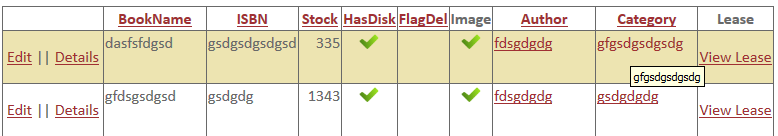 BookName ISBN Stock HasDisk FlagDel Image Author Category Lease
Edit || Details dasfsfdgsd gsdgsdgsdgsd 335 fdsgdgdg gfgsdgsdgsdg View Lease
gfgsdgsdgsdg
Edit || Details gfdsgsdgsd gsdgdg 1343 fdsgdgdg gsdgdgdg View Lease